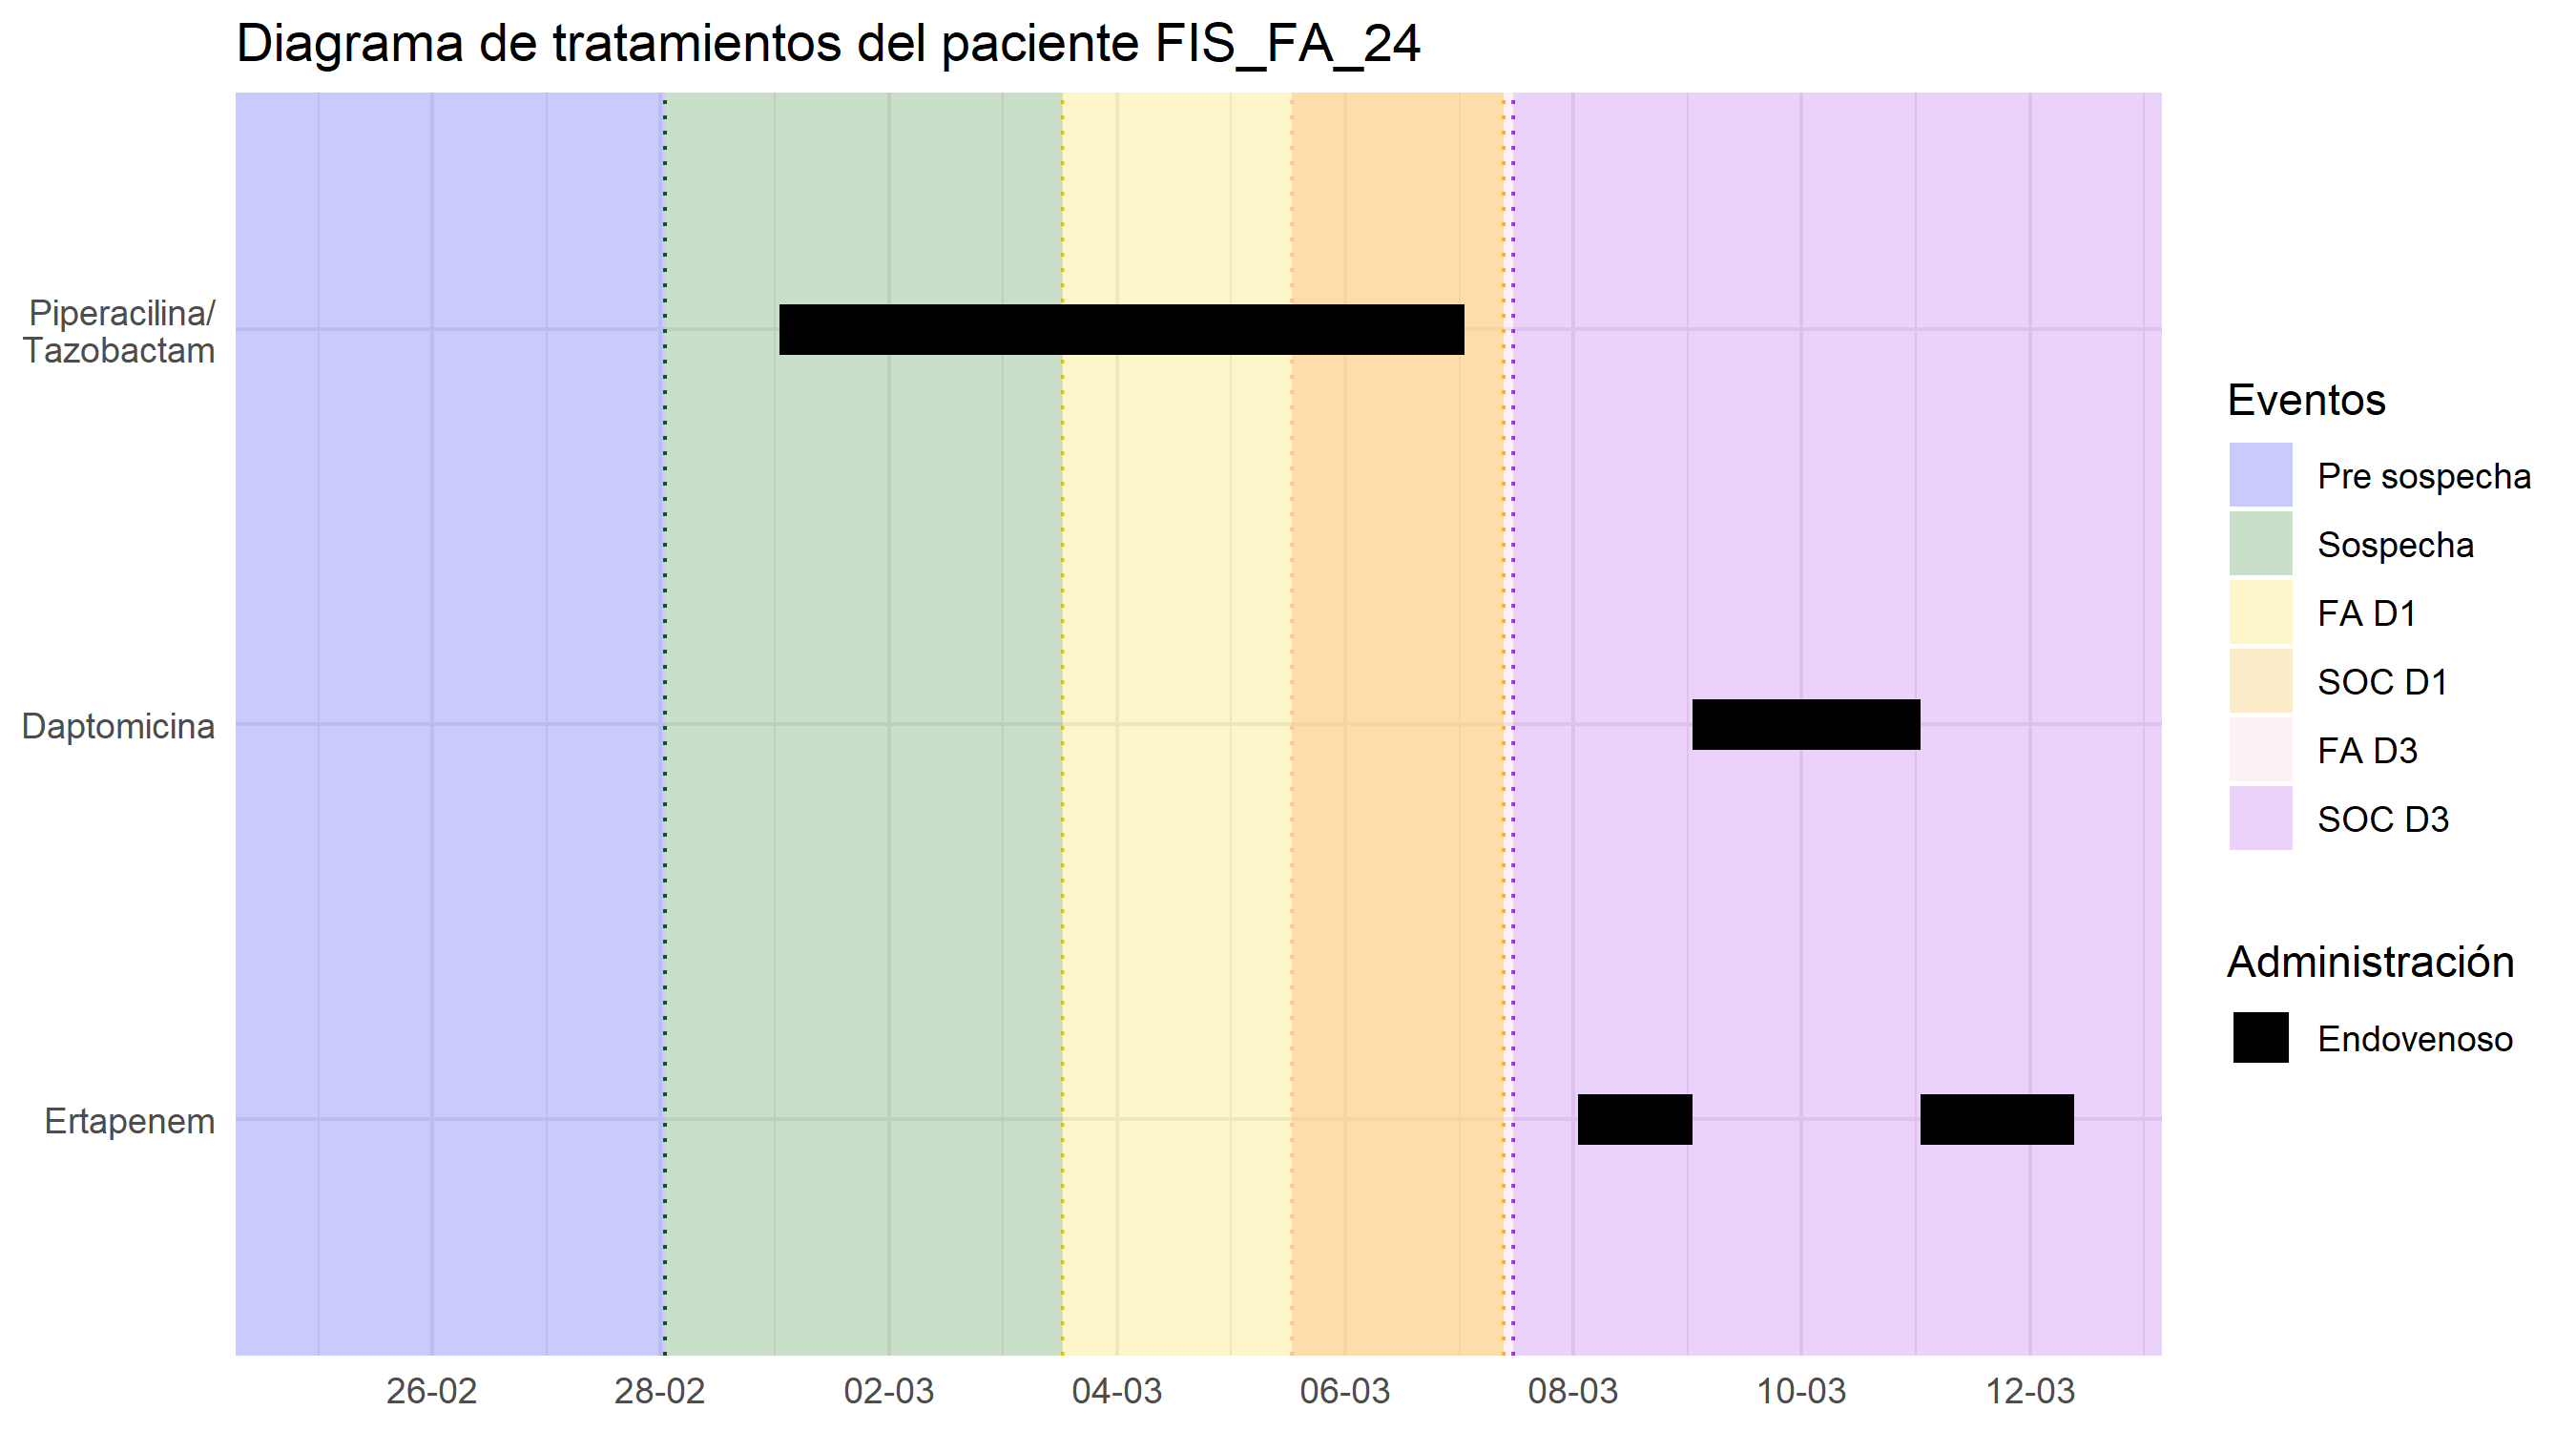 Diagrama de tratamientos del paciente FIS_FA_24
Piperacilina/
Tazobactam
Daptomicina
Ertapenem
26-02
28-02
02-03
04-03
06-03
08-03
10-03
12-03
Eventos
Pre sospecha
Sospecha
FA D1
SOC D1
FA D3
SOC D3
Administración
Endovenoso